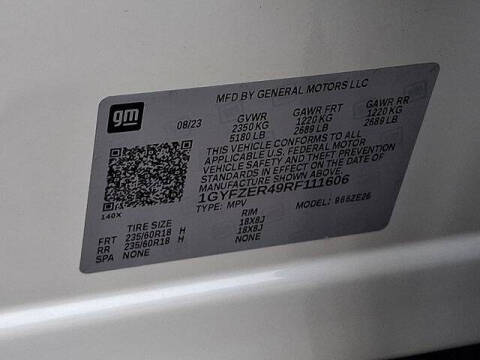 gm
MFD BY GENERAL MOTORS LLC
08/23 GVWR GAWR FRT GAWR RR
2350 KG 1220 KG 1220 KG
5180 LB 2689 LB 2689 LB
THIS VEHICLE CONFORMS TO ALL
APPLICABLE U.S. FEDERAL MOTOR
VEHICLE SAFETY AND THEFT PREVENTION
STANDARDS IN EFFECT ON THE DATE OF
MANUFACTURE SHOWN ABOVE.
1GYFZER49RF111606
140X TYPE: MPV MODEL:
TIRE SIZE RIM
FRT 235/60R18 H 18X8J
RR 235/60R18 H 18X8J
SPA NONE NONE